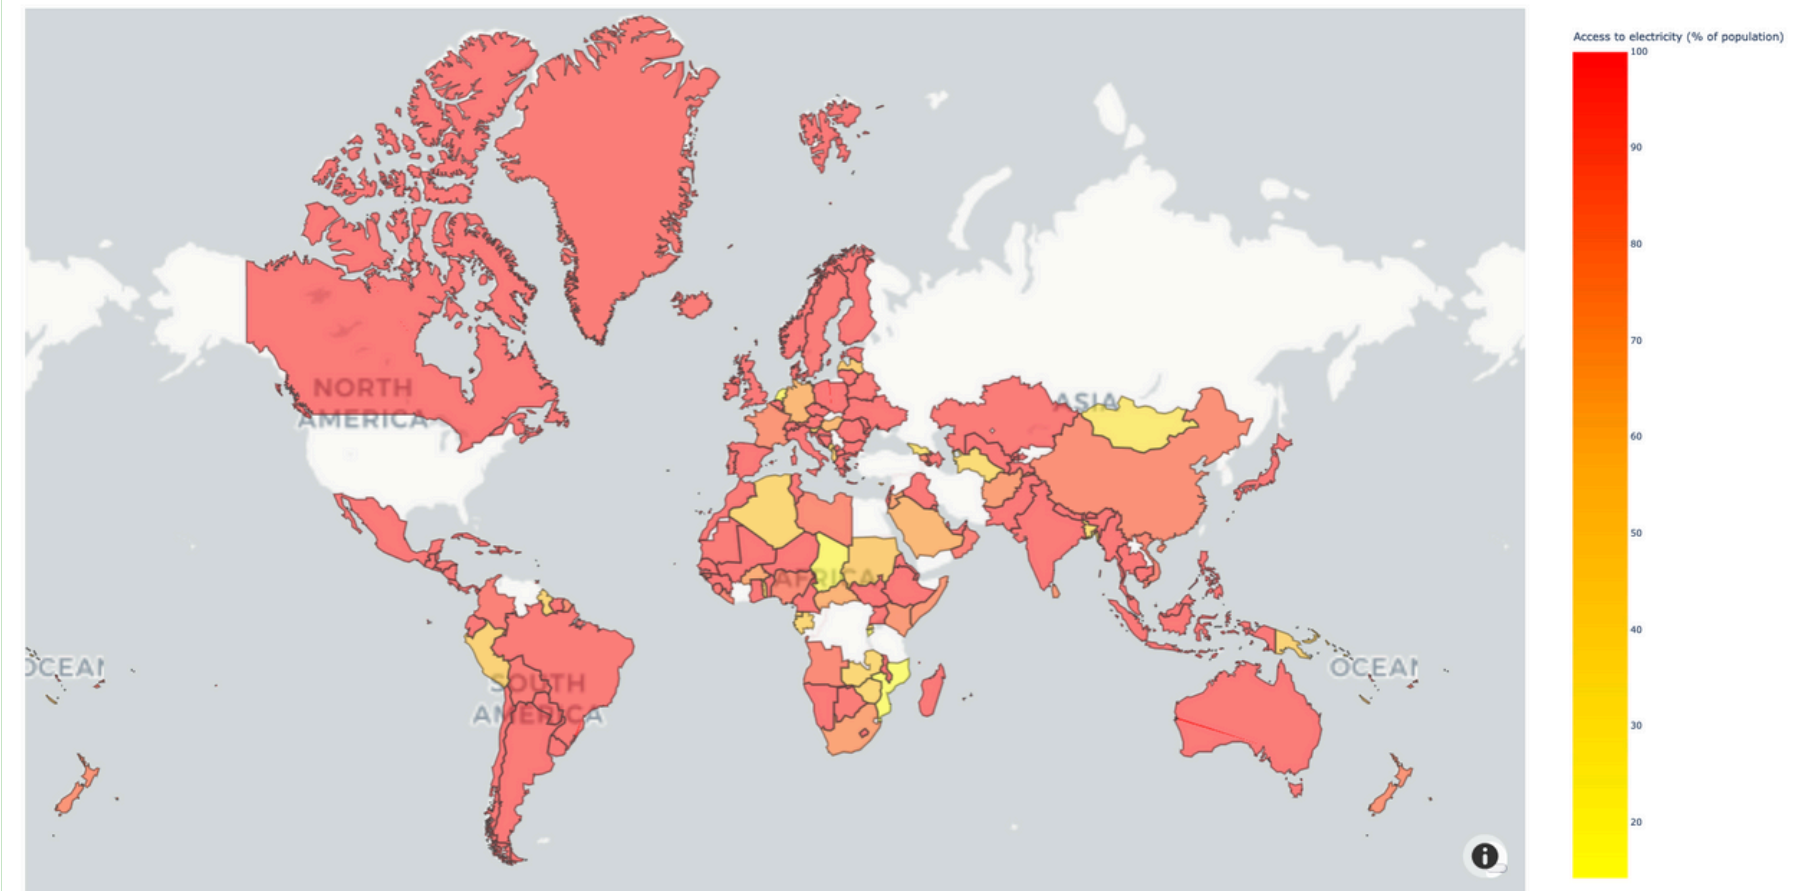 Access to electricity (% of population)
100
90
80
70
60
50
40
30
20
NORTH
AMERICA
ASIA
AFRICA
OCEAN
OCEAN
SOUTH
AMERICA